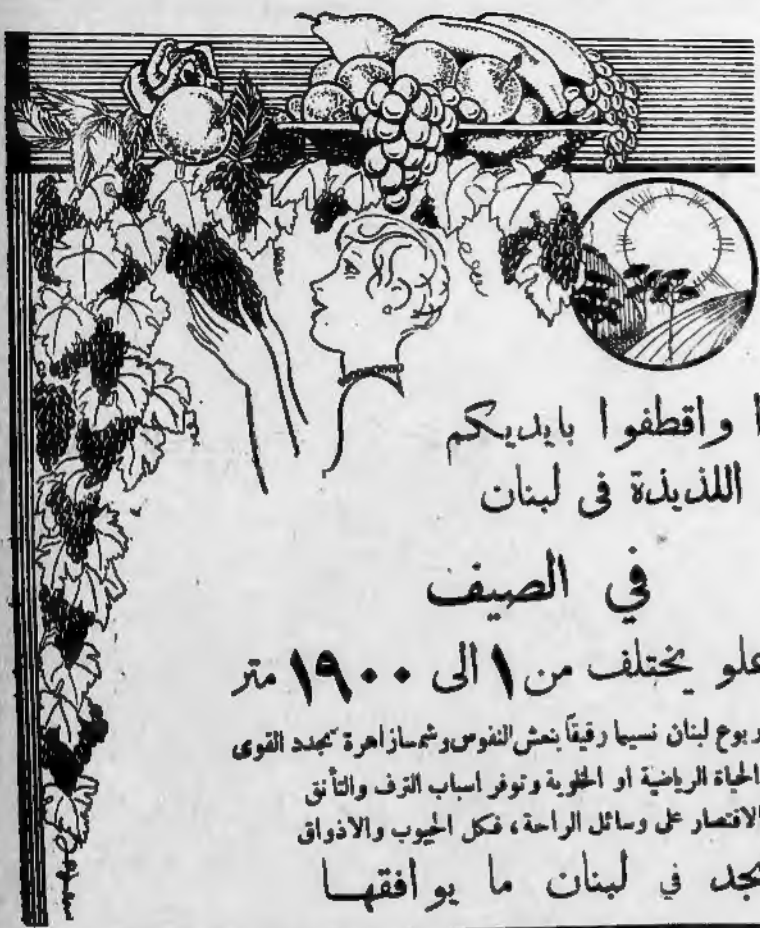 واقطفوا بايديكم
اللذيذة فى لبنان
في الصيف
علو يختلف من ١ الى ١٩٠٠ متر
ربوع لبنان نسيما رقيقاً ينعش النفوس وشمسا زاهرة تجدد القوى
الحياة الرياضية او الخلوية وتوفر اسباب الترف والتأنق
الاقتصار على وسائل الراحة ، فكل الجيوب والاذواق
تجد في لبنان ما يوافقها